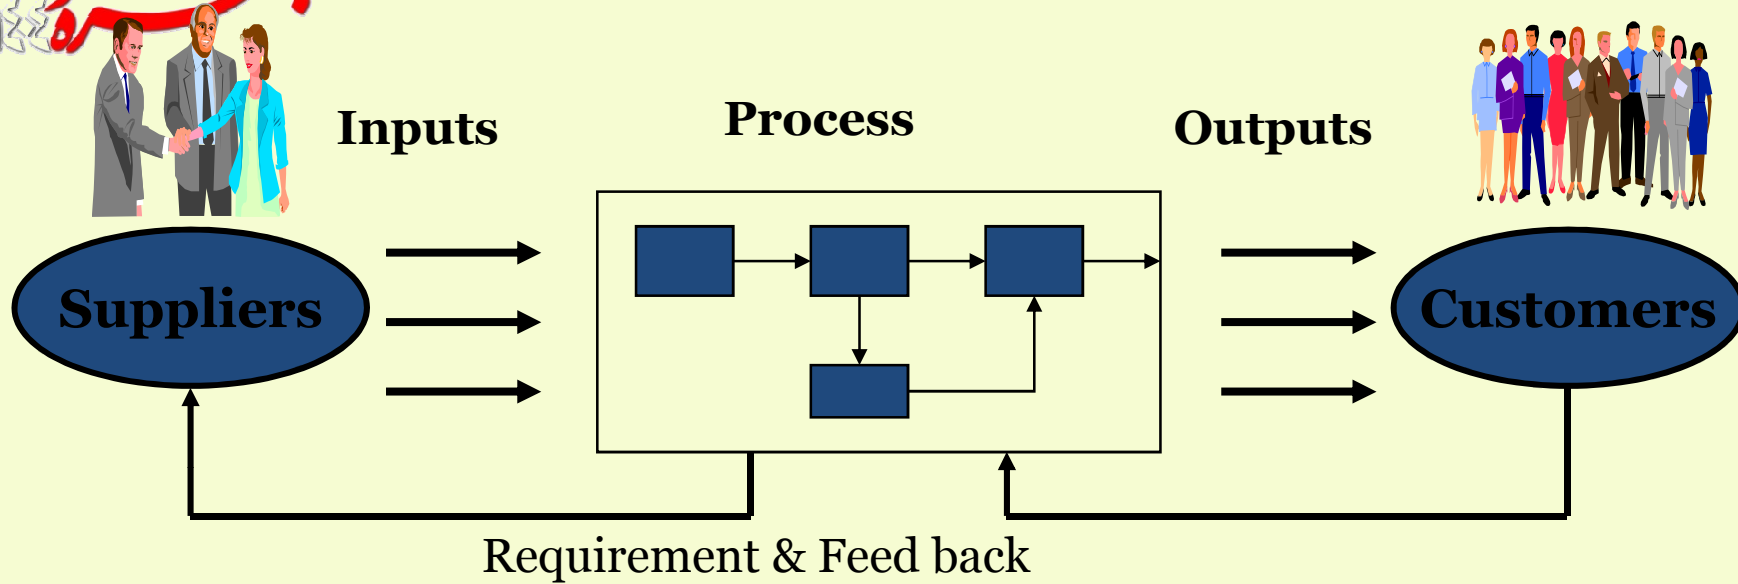 Inputs
Process
Outputs
Suppliers
Customers
Requirement & Feed back